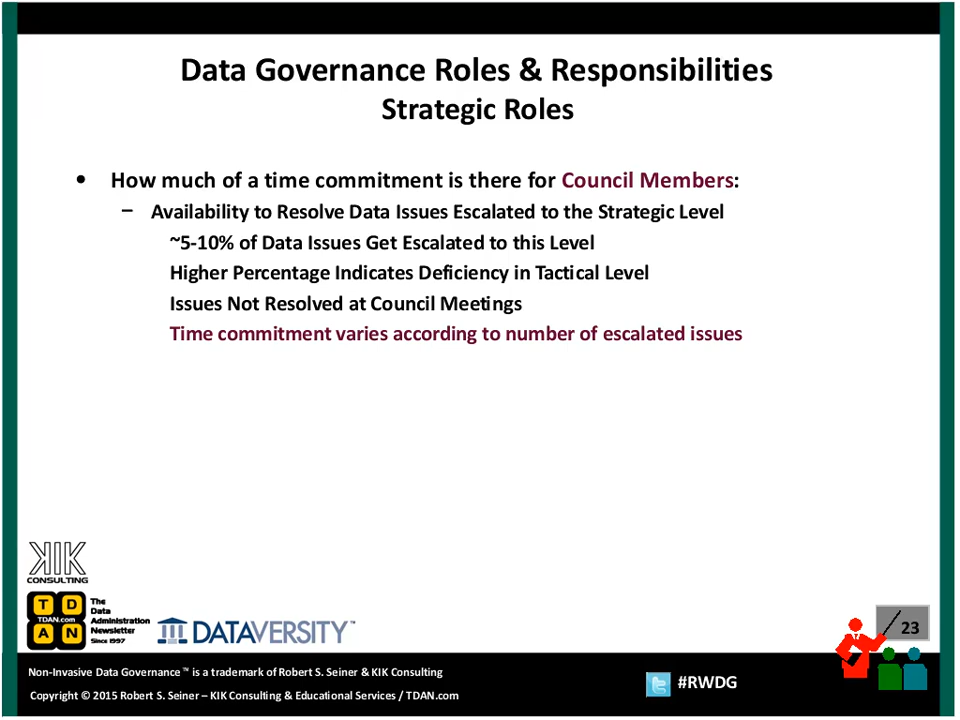 Data Governance Roles & Responsibilities
Strategic Roles
• How much of a time commitment is there for Council Members:
– Availability to Resolve Data Issues Escalated to the Strategic Level
~5-10% of Data Issues Get Escalated to this Level
Higher Percentage Indicates Deficiency in Tactical Level
Issues Not Resolved at Council Meetings
Time commitment varies according to number of escalated issues
KIK
CONSULTING
T D
TDAN.com
A N
The
Data
Administration
Newsletter
Since 1997
DATAVERSITY™
23
Non-Invasive Data Governance™ is a trademark of Robert S. Seiner & KIK Consulting
Copyright © 2015 Robert S. Seiner – KIK Consulting & Educational Services / TDAN.com
#RWDG